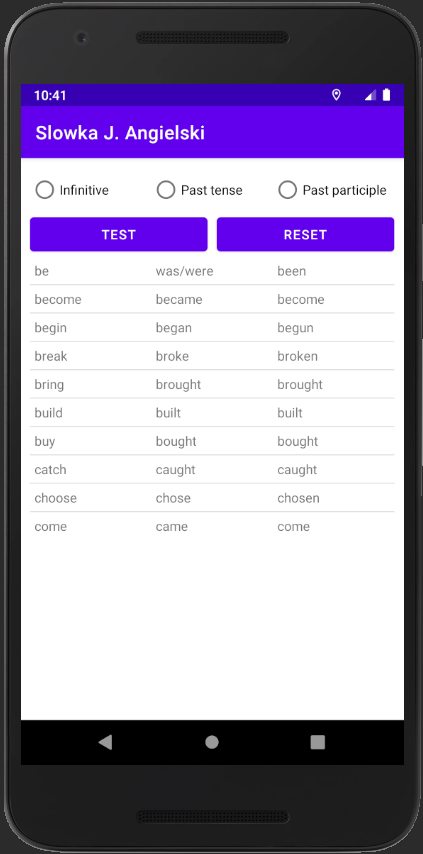 10:41
Slowka J. Angielski
Infinitive Past tense Past participle
TEST RESET
be was/were been
become became become
begin began begun
break broke broken
bring brought brought
build built built
buy bought bought
catch caught caught
choose chose chosen
come came come